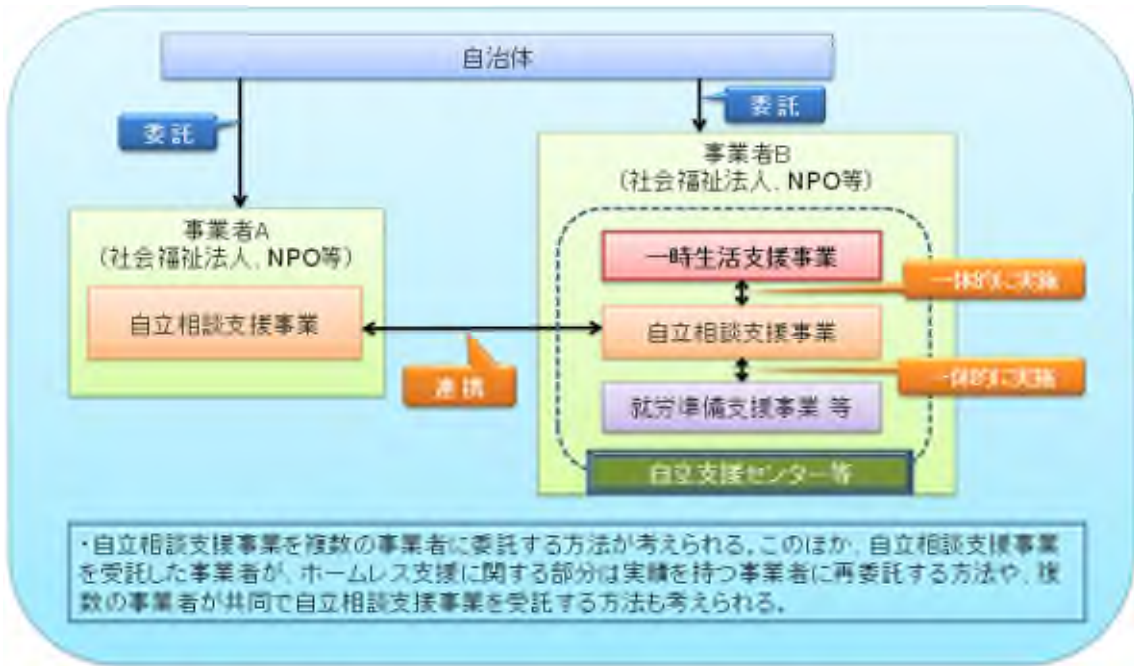 自治体
委託
委託
事業者B
(社会福祉法人、NPO等)
事業者A
(社会福祉法人、NPO等)
一時生活支援事業
一体的に実施
自立相談支援事業
自立相談支援事業
一体的に実施
連携
就労準備支援事業 等
自立支援センター等
・自立相談支援事業を複数の事業者に委託する方法が考えられる。このほか、自立相談支援事業
を受託した事業者が、ホームレス支援に関する部分は実績を持つ事業者に再委託する方法や、複
数の事業者が共同で自立相談支援事業を受託する方法も考えられる。